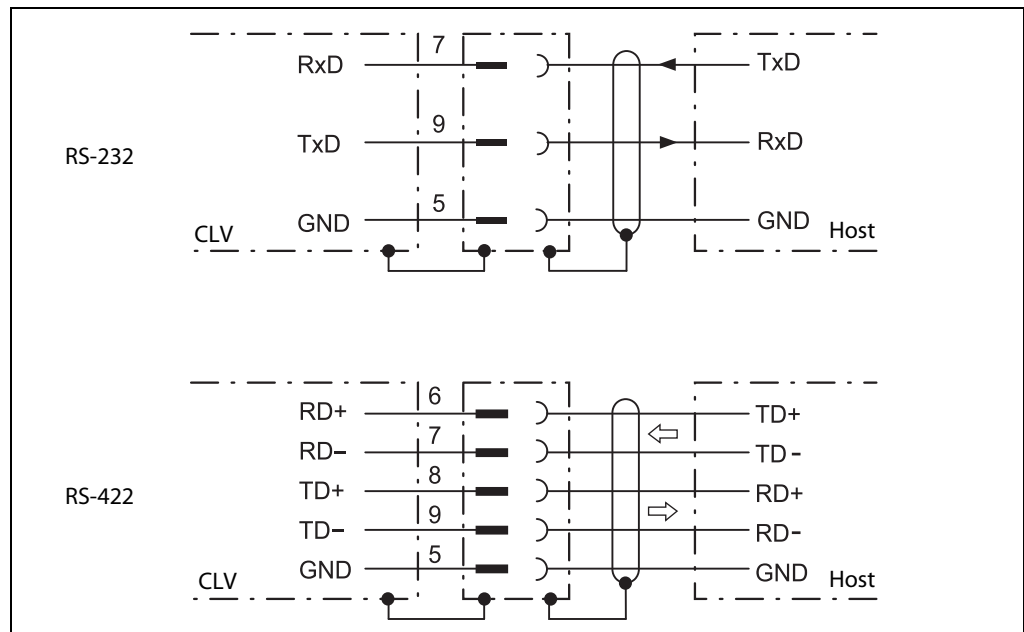 RS-232
RxD 7 TxD
TxD 9 RxD
GND 5 GND
CLV Host
RS-422
RD+ 6 TD+
RD– 7 TD-
TD+ 8 RD+
TD– 9 RD-
GND 5 GND
CLV Host